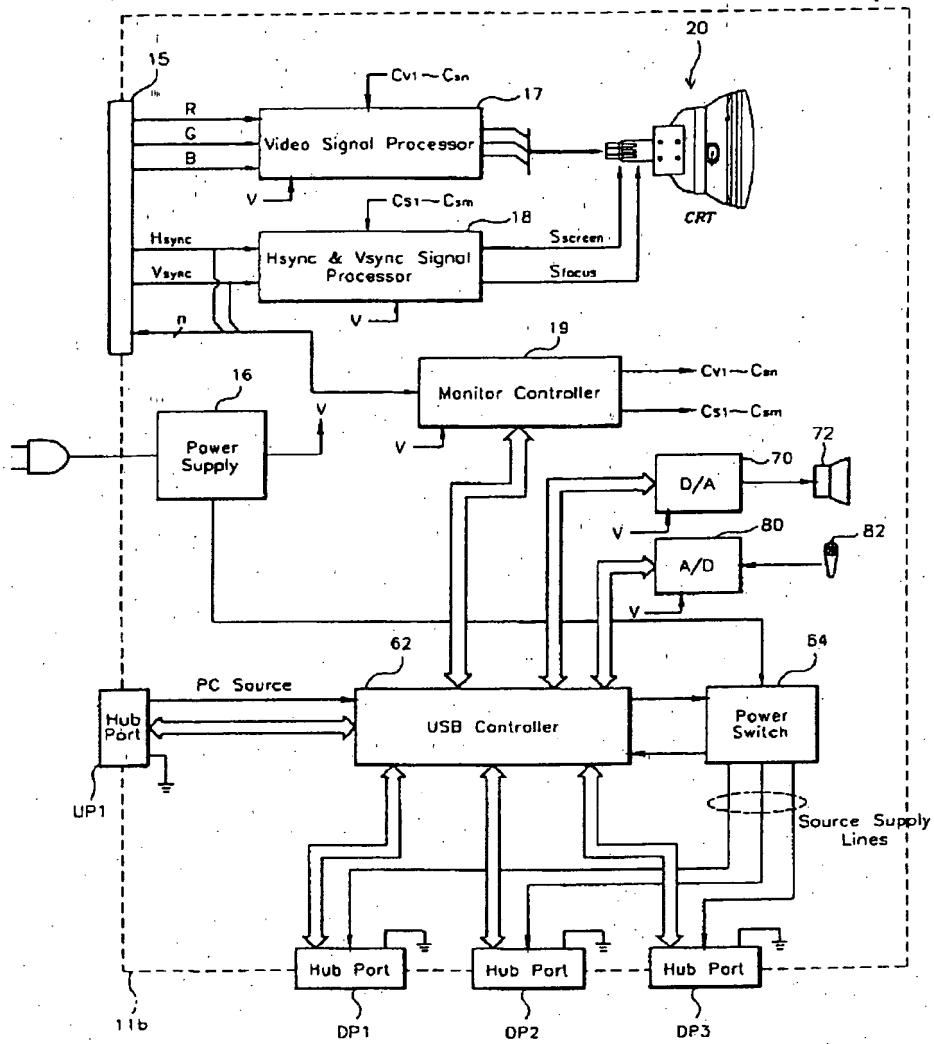 20
15
Cv1~Csn
17
R
G
B
Video Signal Processor
V
CRT
Cs1~Csm
18
Hsync
Vsync
Hsync & Vsync Signal
Processor
Sscreen
Sfocus
V
n
19
16
Monitor Controller
Cv1~Csn
Cs1~Csm
V
V
Power
Supply
70
72
D/A
V
80
82
A/D
V
62
64
PC Source
Hub
Port
USB Controller
Power
Switch
UP1
Source Supply
Lines
Hub Port
Hub Port
Hub Port
11b
DP1
DP2
DP3